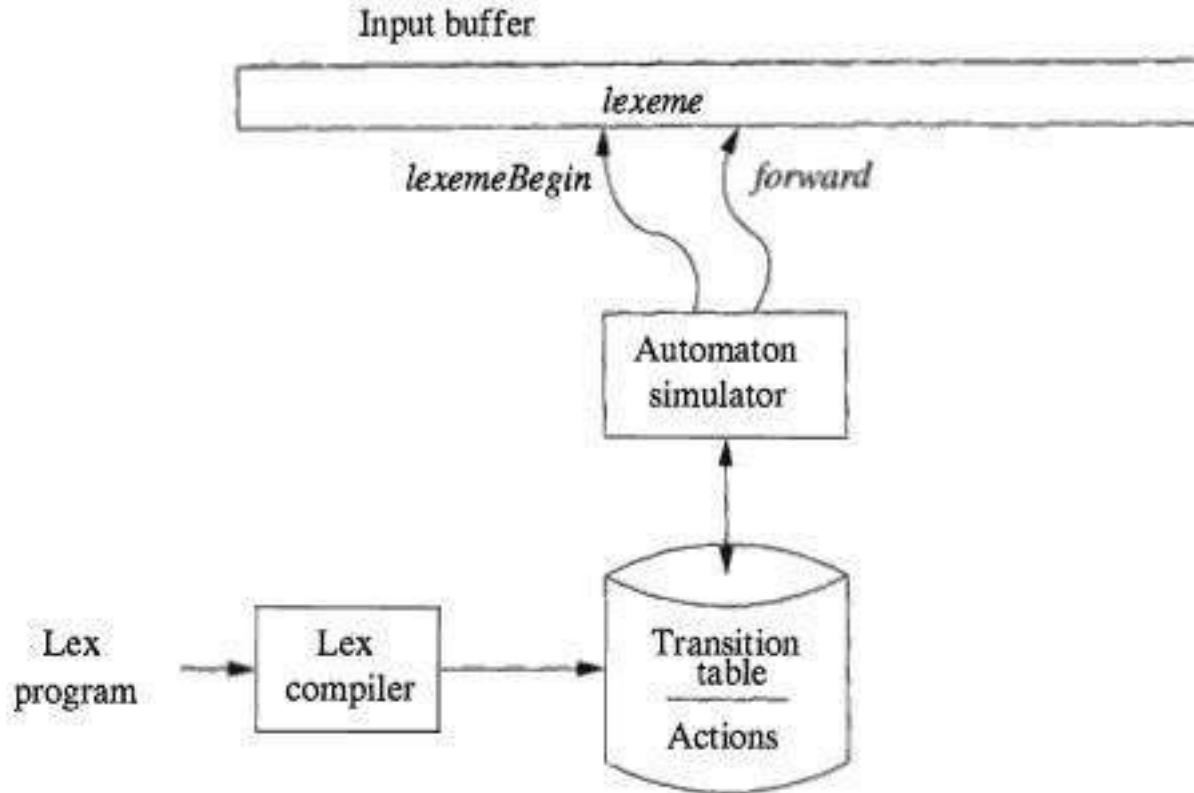 Input buffer
lexeme
lexemeBegin
forward
Automaton
simulator
Lex
program
Lex
compiler
Transition
table
Actions